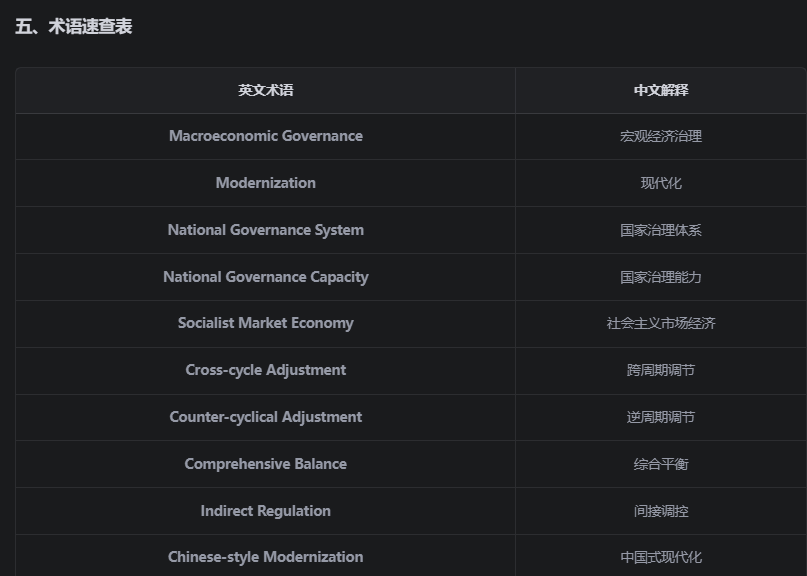 五、术语速查表
英文术语 中文解释
Macroeconomic Governance 宏观经济治理
Modernization 现代化
National Governance System 国家治理体系
National Governance Capacity 国家治理能力
Socialist Market Economy 社会主义市场经济
Cross-cycle Adjustment 跨周期调节
Counter-cyclical Adjustment 逆周期调节
Comprehensive Balance 综合平衡
Indirect Regulation 间接调控
Chinese-style Modernization 中国式现代化